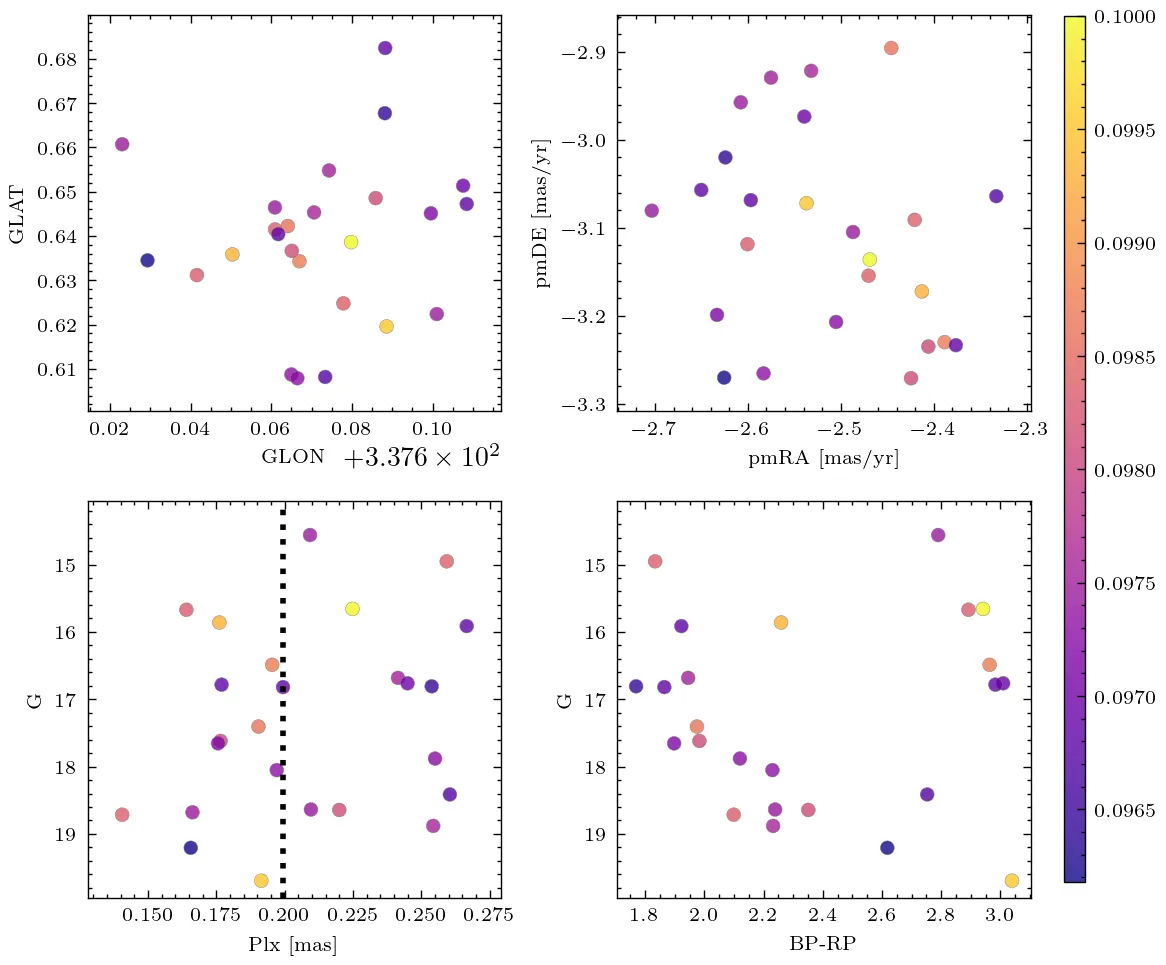 0.68
0.67
0.66
0.65
0.64
0.63
0.62
0.61
GLAT
0.02 0.04 0.06 0.08 0.10
GLON +3.376 × 10²
−2.9
−3.0
−3.1
−3.2
−3.3
pmDE [mas/yr]
−2.7 −2.6 −2.5 −2.4 −2.3
pmRA [mas/yr]
15
16
17
18
19
G
0.150 0.175 0.200 0.225 0.250 0.275
Plx [mas]
15
16
17
18
19
G
1.8 2.0 2.2 2.4 2.6 2.8 3.0
BP-RP
0.1000
0.0995
0.0990
0.0985
0.0980
0.0975
0.0970
0.0965